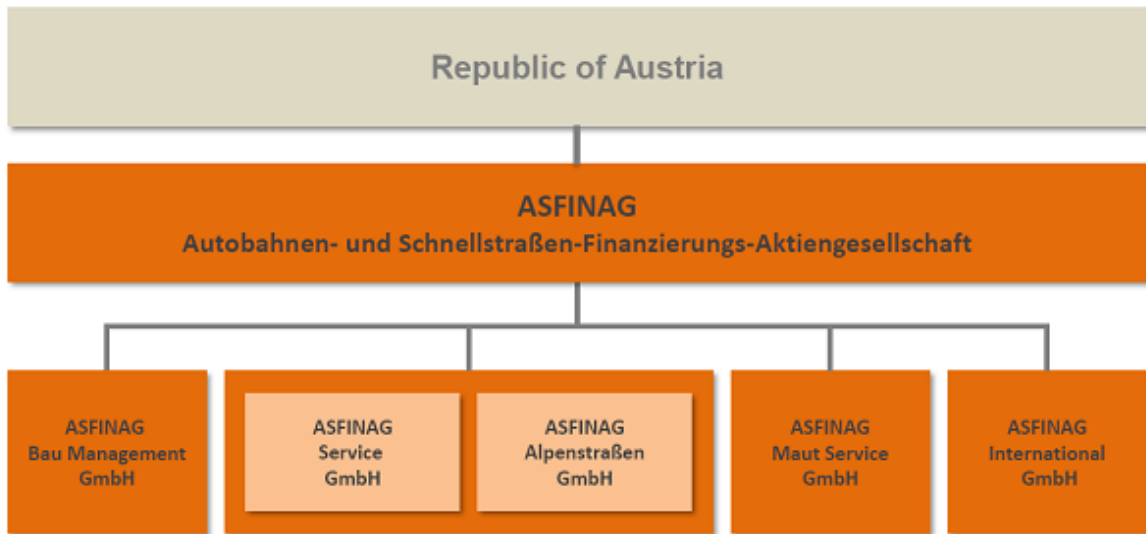 Republic of Austria
ASFINAG
Autobahnen- und Schnellstraßen-Finanzierungs-Aktiengesellschaft
ASFINAG
Bau Management
GmbH
ASFINAG
Service
GmbH
ASFINAG
Alpenstraßen
GmbH
ASFINAG
Maut Service
GmbH
ASFINAG
International
GmbH